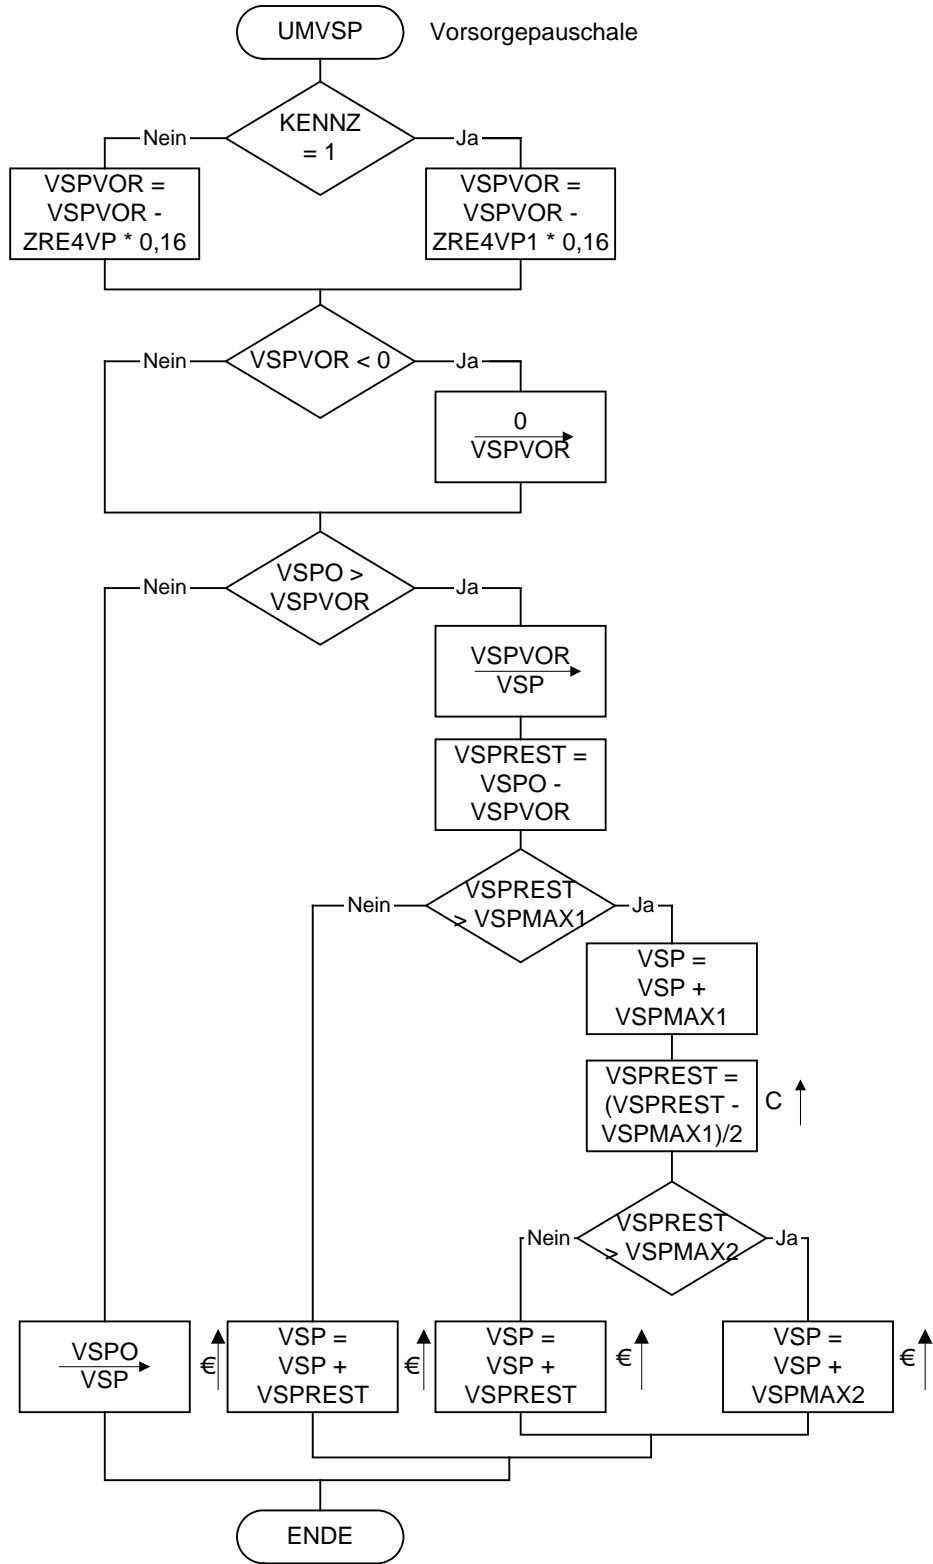 UMVSP
Vorsorgepauschale
KENNZ
= 1
Nein
Ja
VSPVOR =
VSPVOR -
ZRE4VP * 0,16
VSPVOR =
VSPVOR -
ZRE4VP1 * 0,16
VSPVOR < 0
Nein
Ja
0
VSPVOR
VSPO >
VSPVOR
Nein
Ja
VSPVOR
VSP
VSPREST =
VSPO -
VSPVOR
VSPREST
> VSPMAX1
Nein
Ja
VSP =
VSP +
VSPMAX1
VSPREST =
(VSPREST -
VSPMAX1)/2
C
VSPREST
> VSPMAX2
Nein
Ja
VSPO
VSP
€
VSP =
VSP +
VSPREST
€
VSP =
VSP +
VSPREST
€
VSP =
VSP +
VSPMAX2
€
ENDE